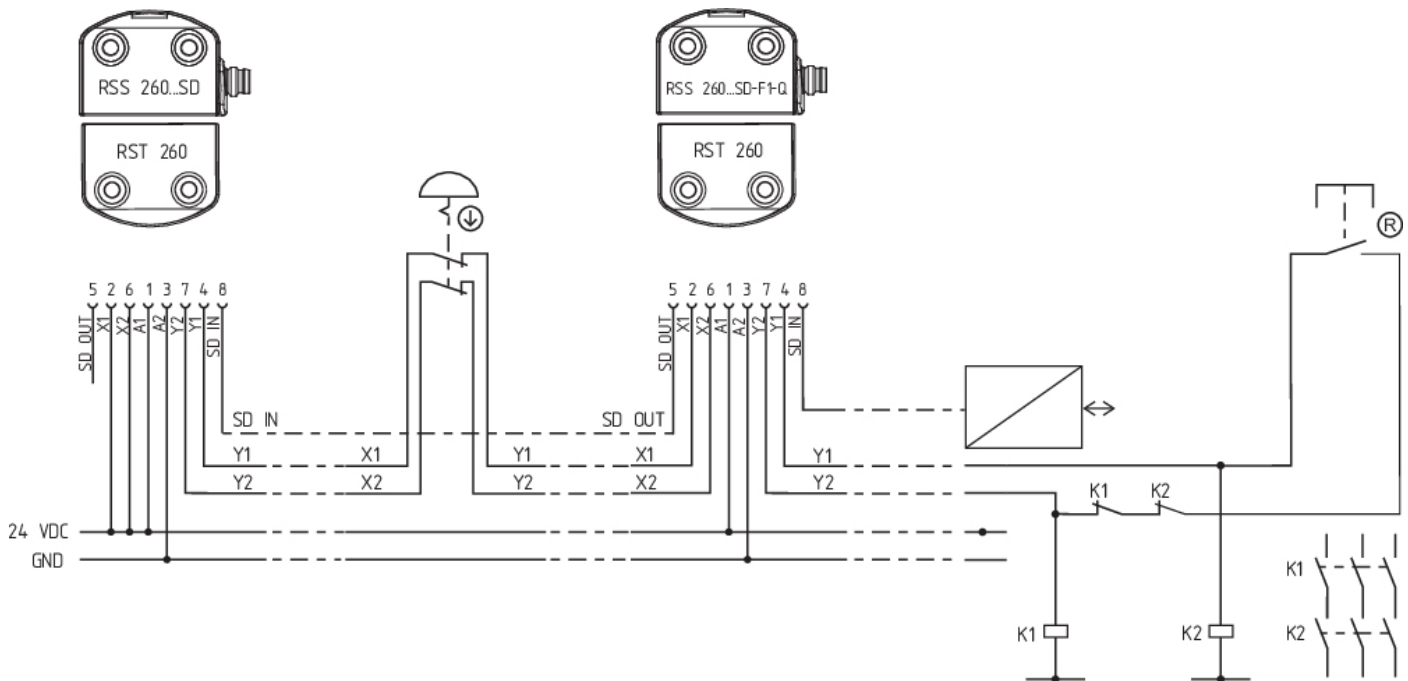 RSS 260...SD
RSS 260...SD-F1-Q
RST 260
RST 260
R
5 2 6 1 3 7 4 8
5 2 6 1 3 7 4 8
SD OUT
X1
X2
A1
A2
Y2
Y1
SD IN
SD OUT
X1
X2
A1
A2
Y2
Y1
SD IN
SD IN
SD OUT
Y1 X1 Y1 X1 Y1
Y2 X2 Y2 X2 Y2
K1 K2
24 VDC
GND
K1
K1 K2 K2